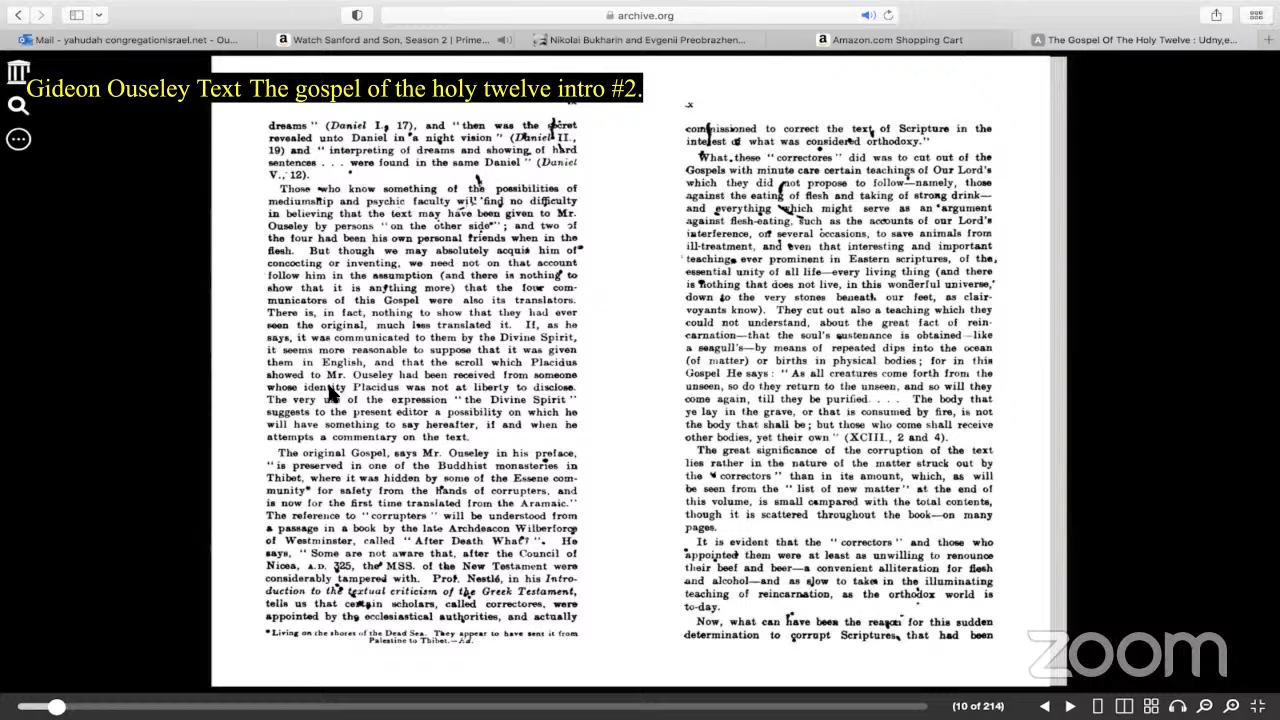 archive.org
Mail - yahudah congregationisrael.net - Ou...
Watch Sanford and Son, Season 2 | Prime...
Nikolai Bukharin and Evgenii Preobrazhen...
Amazon.com Shopping Cart
The Gospel Of The Holy Twelve : Udny,e...
Gideon Ouseley Text The gospel of the holy twelve intro #2.
dreams" (Daniel I., 17), and "then was the secret
revealed unto Daniel in a night vision" (Daniel II.,
19) and "interpreting of dreams and showing of hard
sentences . . . were found in the same Daniel" (Daniel
V., 12).
Those who know something of the possibilities of
mediumship and psychic faculty will find no difficulty
in believing that the text may have been given to Mr.
Ouseley by persons "on the other side"; and two of
the four had been his own personal friends when in the
flesh. But though we may absolutely acquit him of
concocting or inventing, we need not on that account
follow him in the assumption (and there is nothing to
show that it is anything more) that the four com-
municators of this Gospel were also its translators.
There is, in fact, nothing to show that they had ever
seen the original, much less translated it. If, as he
says, it was communicated to them by the Divine Spirit,
it seems more reasonable to suppose that it was given
them in English, and that the scroll which Placidus
showed to Mr. Ouseley had been received from someone
whose identity Placidus was not at liberty to disclose.
The very use of the expression "the Divine Spirit"
suggests to the present editor a possibility on which he
will have something to say hereafter, if and when he
attempts a commentary on the text.
The original Gospel, says Mr. Ouseley in his preface,
"is preserved in one of the Buddhist monasteries in
Thibet, where it was hidden by some of the Essene com-
munity* for safety from the hands of corrupters, and
is now for the first time translated from the Aramaic."
The reference to "corrupters" will be understood from
a passage in a book by the late Archdeacon Wilberforce
of Westminster, called "After Death What?". He
says, "Some are not aware that, after the Council of
Nicea, A.D. 325, the MSS. of the New Testament were
considerably tampered with. Prof. Nestlé, in his Intro-
duction to the textual criticism of the Greek Testament,
tells us that certain scholars, called correctores, were
appointed by the ecclesiastical authorities, and actually
*Living on the shores of the Dead Sea. They appear to have sent it from
Palestine to Thibet.—Ed.
x
commissioned to correct the text of Scripture in the
interest of what was considered orthodoxy."
What these "correctores" did was to cut out of the
Gospels with minute care certain teachings of Our Lord's
which they did not propose to follow—namely, those
against the eating of flesh and taking of strong drink—
and everything which might serve as an argument
against flesh-eating, such as the accounts of our Lord's
interference, on several occasions, to save animals from
ill-treatment, and even that interesting and important
teaching, ever prominent in Eastern scriptures, of the
essential unity of all life—every living thing (and there
is nothing that does not live, in this wonderful universe,
down to the very stones beneath our feet, as clair-
voyants know). They cut out also a teaching which they
could not understand, about the great fact of rein-
carnation—that the soul's sustenance is obtained—like
a seagull's—by means of repeated dips into the ocean
(of matter) or births in physical bodies; for in this
Gospel He says: "As all creatures come forth from the
unseen, so do they return to the unseen, and so will they
come again, till they be purified. . . . The body that
ye lay in the grave, or that is consumed by fire, is not
the body that shall be; but those who come shall receive
other bodies, yet their own" (XCIII., 2 and 4).
The great significance of the corruption of the text
lies rather in the nature of the matter struck out by
the "correctors" than in its amount, which, as will
be seen from the "list of new matter" at the end of
this volume, is small compared with the total contents,
though it is scattered throughout the book—on many
pages.
It is evident that the "correctors" and those who
appointed them were at least as unwilling to renounce
their beef and beer—a convenient alliteration for flesh
and alcohol—and as slow to take in the illuminating
teaching of reincarnation, as the orthodox world is
to-day.
Now, what can have been the reason for this sudden
determination to corrupt Scriptures that had been
zoom
(10 of 214)